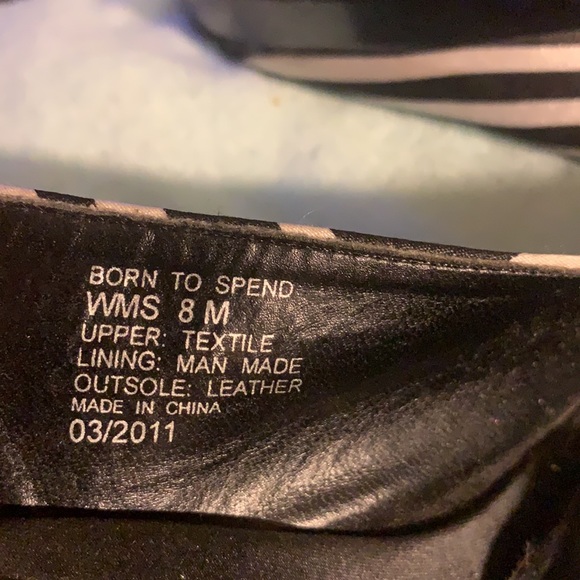 BORN TO SPEND
WMS 8 M
UPPER: TEXTILE
LINING: MAN MADE
OUTSOLE: LEATHER
MADE IN CHINA
03/2011